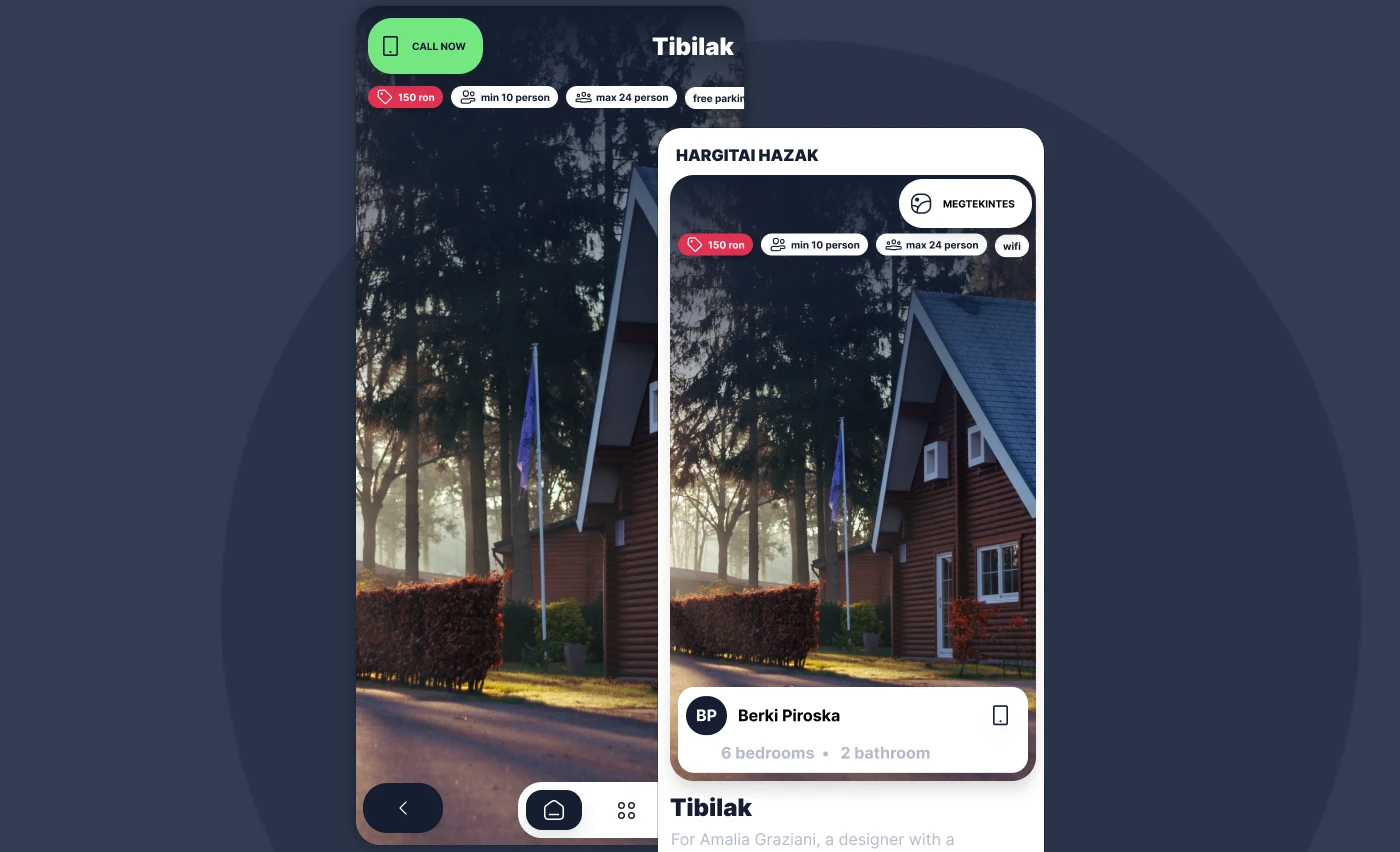 CALL NOW
Tibilak
150 ron
min 10 person
max 24 person
free parkin
HARGITAI HAZAK
MEGTEKINTES
150 ron
min 10 person
max 24 person
wifi
BP
Berki Piroska
6 bedrooms • 2 bathroom
Tibilak
For Amalia Graziani, a designer with a